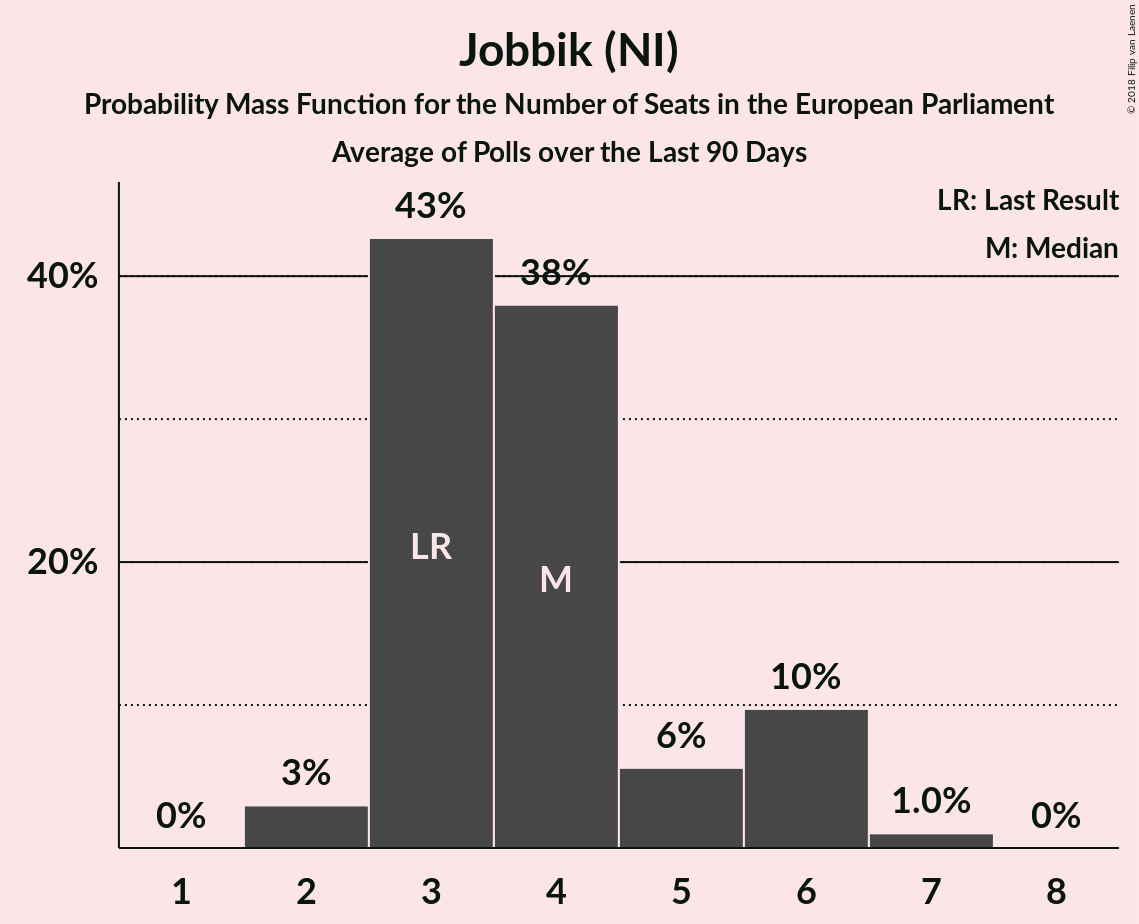 Jobbik (NI)
Probability Mass Function for the Number of Seats in the European Parliament
Average of Polls over the Last 90 Days
© 2018 Filip van Laenen
LR: Last Result
M: Median
43%
38%
40%
LR
M
20%
10%
6%
3%
1.0%
0%
0%
1 2 3 4 5 6 7 8